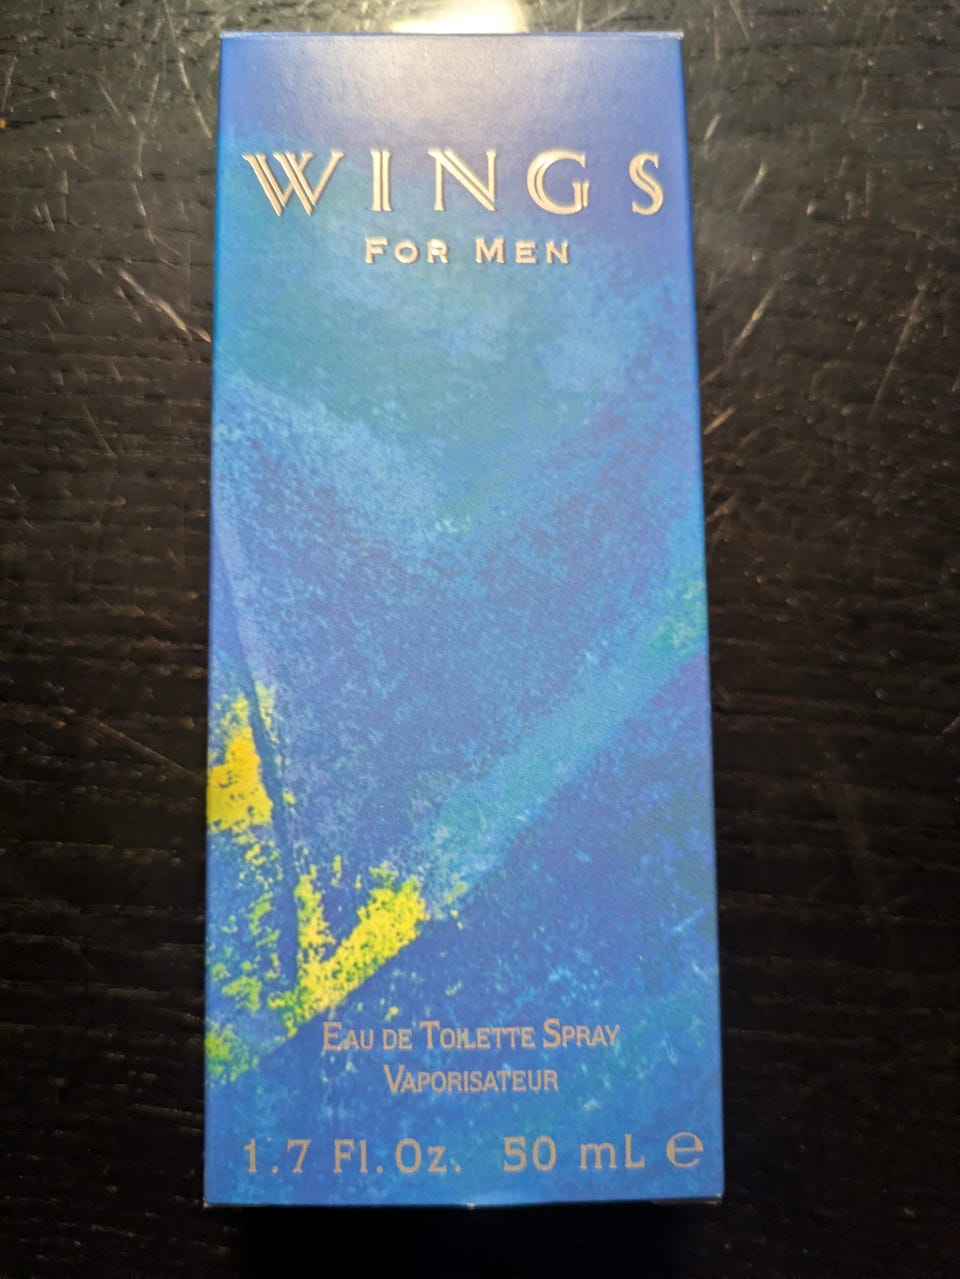 WINGS
FOR MEN
EAU DE TOILETTE SPRAY
VAPORISATEUR
1.7 Fl. Oz. 50 mL ℮